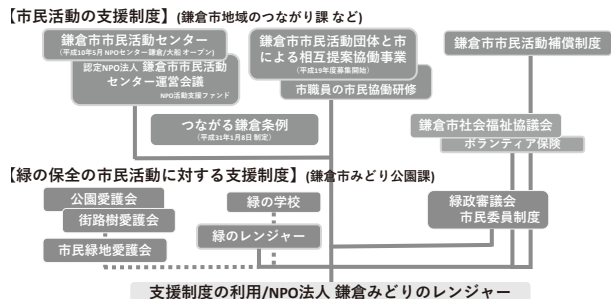 【市民活動の支援制度】(鎌倉市地域のつながり課 など)
鎌倉市市民活動センター
(平成10年5月 NPOセンター鎌倉/大船 オープン)
認定NPO法人 鎌倉市市民活動
センター運営会議
NPO活動支援ファンド
鎌倉市市民活動団体と市
による相互提案協働事業
(平成19年度募集開始)
市職員の市民協働研修
鎌倉市市民活動補償制度
つながる鎌倉条例
(平成31年1月8日 制定)
鎌倉市社会福祉協議会
ボランティア保険
【緑の保全の市民活動に対する支援制度】(鎌倉市みどり公園課)
公園愛護会
街路樹愛護会
市民緑地愛護会
緑の学校
緑のレンジャー
緑政審議会
市民委員制度
支援制度の利用/NPO法人 鎌倉みどりのレンジャー